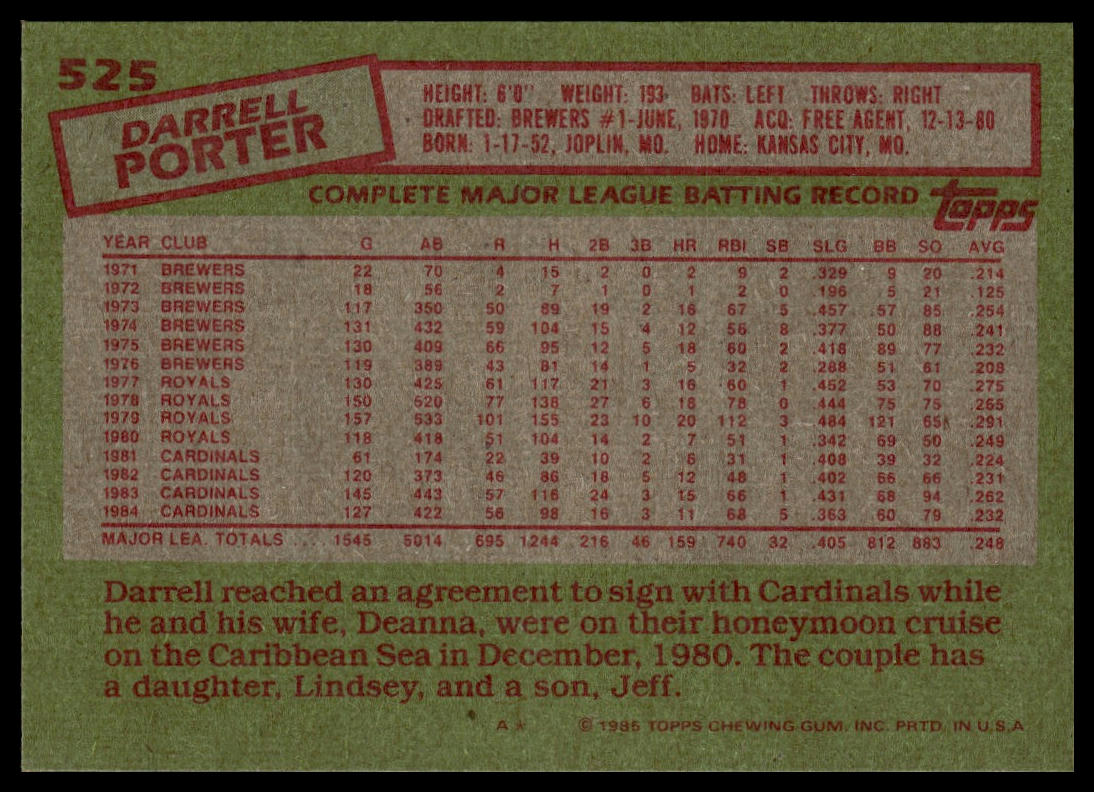 525
DARRELL
PORTER
HEIGHT: 6'0" WEIGHT: 193 BATS: LEFT THROWS: RIGHT
DRAFTED: BREWERS #1-JUNE, 1970 ACQ: FREE AGENT, 12-13-80
BORN: 1-17-52, JOPLIN, MO. HOME: KANSAS CITY, MO.
COMPLETE MAJOR LEAGUE BATTING RECORD topps
YEAR CLUB G AB R H 2B 3B HR RBI SB SLG BB SO AVG
1971 BREWERS 22 70 4 15 2 0 2 9 2 .329 9 20 .214
1972 BREWERS 18 56 2 7 1 0 1 2 0 .196 5 21 .125
1973 BREWERS 117 350 50 89 19 2 16 67 5 .457 57 85 .254
1974 BREWERS 131 432 59 104 15 4 12 56 8 .377 50 88 .241
1975 BREWERS 130 409 66 95 12 5 18 60 2 .418 89 77 .232
1976 BREWERS 119 389 43 81 14 1 5 32 2 .288 51 61 .208
1977 ROYALS 130 425 61 117 21 3 16 60 1 .452 53 70 .275
1978 ROYALS 150 520 77 138 27 6 18 78 0 .444 75 75 .265
1979 ROYALS 157 533 101 155 23 10 20 112 3 .484 121 65 .291
1980 ROYALS 118 418 51 104 14 2 7 51 1 .342 69 50 .249
1981 CARDINALS 61 174 22 39 10 2 6 31 1 .408 39 32 .224
1982 CARDINALS 120 373 46 86 18 5 12 48 1 .402 66 66 .231
1983 CARDINALS 145 443 57 116 24 3 15 66 1 .431 68 94 .262
1984 CARDINALS 127 422 56 98 16 3 11 68 5 .363 60 79 .232
MAJOR LEA. TOTALS ... 1545 5014 695 1244 216 46 159 740 32 .405 812 883 .248
Darrell reached an agreement to sign with Cardinals while
he and his wife, Deanna, were on their honeymoon cruise
on the Caribbean Sea in December, 1980. The couple has
a daughter, Lindsey, and a son, Jeff.
A* © 1985 TOPPS CHEWING GUM, INC. PRTD. IN U.S.A